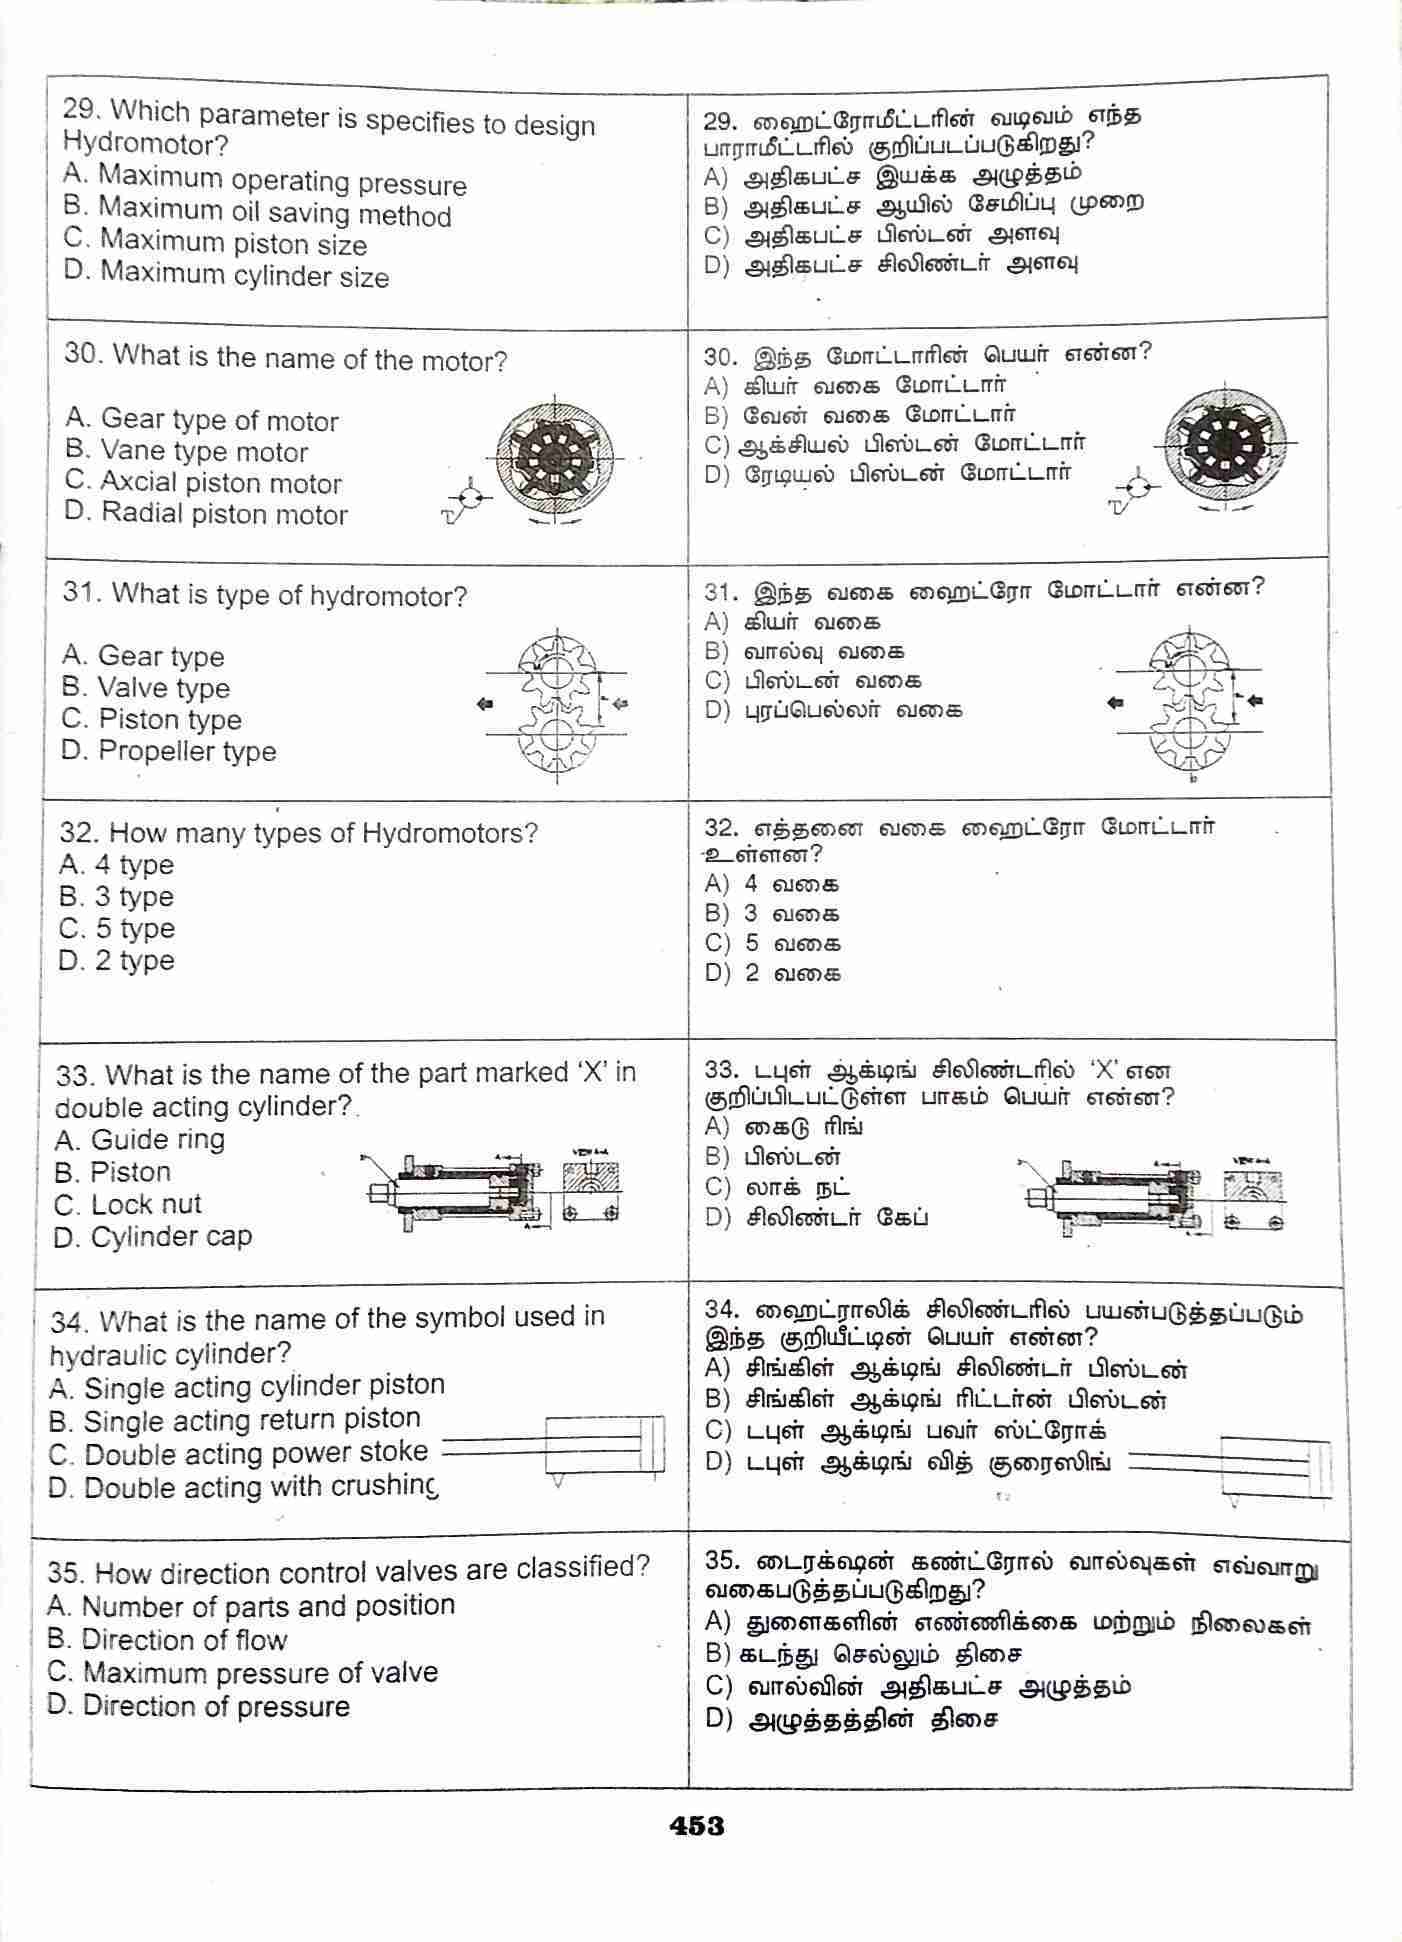 29. Which parameter is specifies to design
Hydromotor?
A. Maximum operating pressure
B. Maximum oil saving method
C. Maximum piston size
D. Maximum cylinder size
29. ஹைட்ரோமீட்டரின் வடிவம் எந்த
பாராமீட்டரில் குறிப்படப்படுகிறது?
A) அதிகபட்ச இயக்க அழுத்தம்
B) அதிகபட்ச ஆயில் சேமிப்பு முறை
C) அதிகபட்ச பிஸ்டன் அளவு
D) அதிகபட்ச சிலிண்டர் அளவு
30. What is the name of the motor?
A. Gear type of motor
B. Vane type motor
C. Axcial piston motor
D. Radial piston motor
30. இந்த மோட்டாரின் பெயர் என்ன?
A) கியர் வகை மோட்டார்
B) வேன் வகை மோட்டார்
C) ஆக்சியல் பிஸ்டன் மோட்டார்
D) ரேடியல் பிஸ்டன் மோட்டார்
31. What is type of hydromotor?
A. Gear type
B. Valve type
C. Piston type
D. Propeller type
31. இந்த வகை ஹைட்ரோ மோட்டார் என்ன?
A) கியர் வகை
B) வால்வு வகை
C) பிஸ்டன் வகை
D) புரப்பெல்லர் வகை
32. How many types of Hydromotors?
A. 4 type
B. 3 type
C. 5 type
D. 2 type
32. எத்தனை வகை ஹைட்ரோ மோட்டார்
உள்ளன?
A) 4 வகை
B) 3 வகை
C) 5 வகை
D) 2 வகை
33. What is the name of the part marked ‘X’ in
double acting cylinder?
A. Guide ring
B. Piston
C. Lock nut
D. Cylinder cap
VIEW A-A
33. டபுள் ஆக்டிங் சிலிண்டரில் ‘X’ என
குறிப்பிடபட்டுள்ள பாகம் பெயர் என்ன?
A) கைடு ரிங்
B) பிஸ்டன்
C) லாக் நட்
D) சிலிண்டர் கேப்
VIEW A-A
34. What is the name of the symbol used in
hydraulic cylinder?
A. Single acting cylinder piston
B. Single acting return piston
C. Double acting power stoke
D. Double acting with crushing
34. ஹைட்ராலிக் சிலிண்டரில் பயன்படுத்தப்படும்
இந்த குறியீட்டின் பெயர் என்ன?
A) சிங்கிள் ஆக்டிங் சிலிண்டர் பிஸ்டன்
B) சிங்கிள் ஆக்டிங் ரிட்டர்ன் பிஸ்டன்
C) டபுள் ஆக்டிங் பவர் ஸ்ட்ரோக்
D) டபுள் ஆக்டிங் வித் குரைஸிங்
35. How direction control valves are classified?
A. Number of parts and position
B. Direction of flow
C. Maximum pressure of valve
D. Direction of pressure
35. டைரக்ஷன் கண்ட்ரோல் வால்வுகள் எவ்வாறு
வகைபடுத்தப்படுகிறது?
A) துளைகளின் எண்ணிக்கை மற்றும் நிலைகள்
B) கடந்து செல்லும் திசை
C) வால்வின் அதிகபட்ச அழுத்தம்
D) அழுத்தத்தின் திசை
453